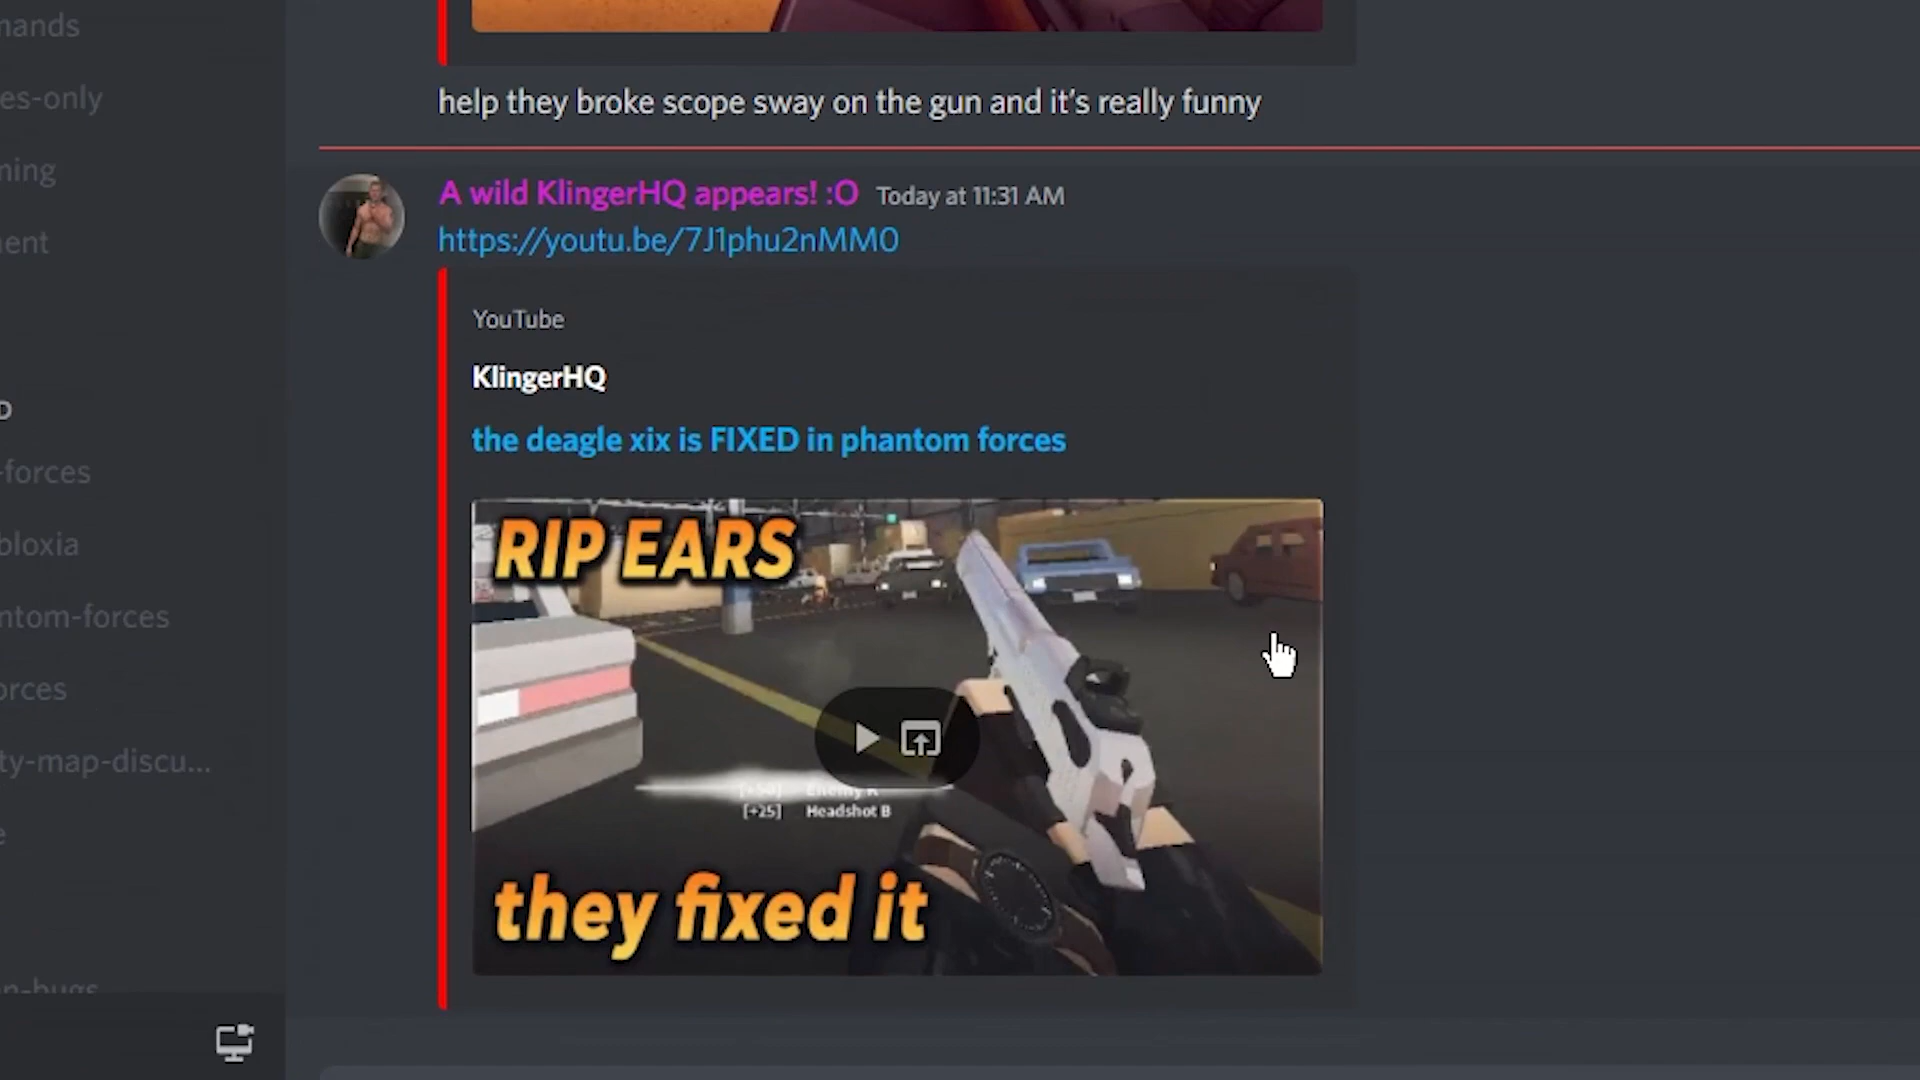 mands
es-only
ning
ent
-forces
bloxia
ntom-forces
orces
ty-map-discu...
e
n-bugs
help they broke scope sway on the gun and it's really funny
A wild KlingerHQ appears! :O Today at 11:31 AM
https://youtu.be/7J1phu2nMM0
YouTube
KlingerHQ
the deagle xix is FIXED in phantom forces
RIP EARS
Enemy K
[+25] Headshot B
they fixed it